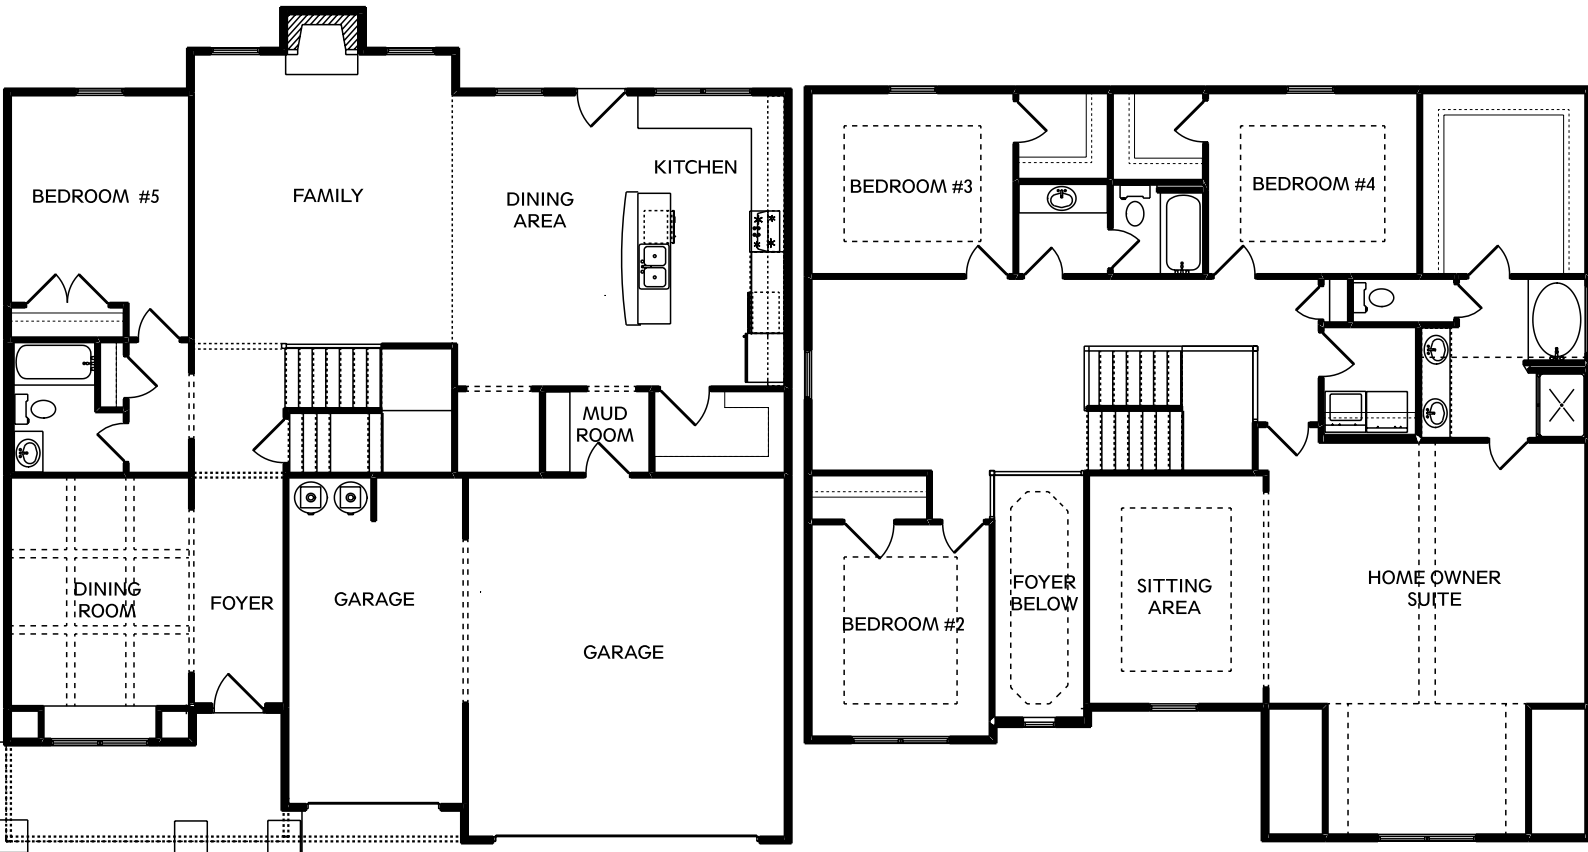 BEDROOM #5
FAMILY
DINING
AREA
KITCHEN
MUD
ROOM
DINING
ROOM
FOYER
GARAGE
GARAGE
BEDROOM #3
BEDROOM #4
BEDROOM #2
FOYER
BELOW
SITTING
AREA
HOME OWNER
SUITE